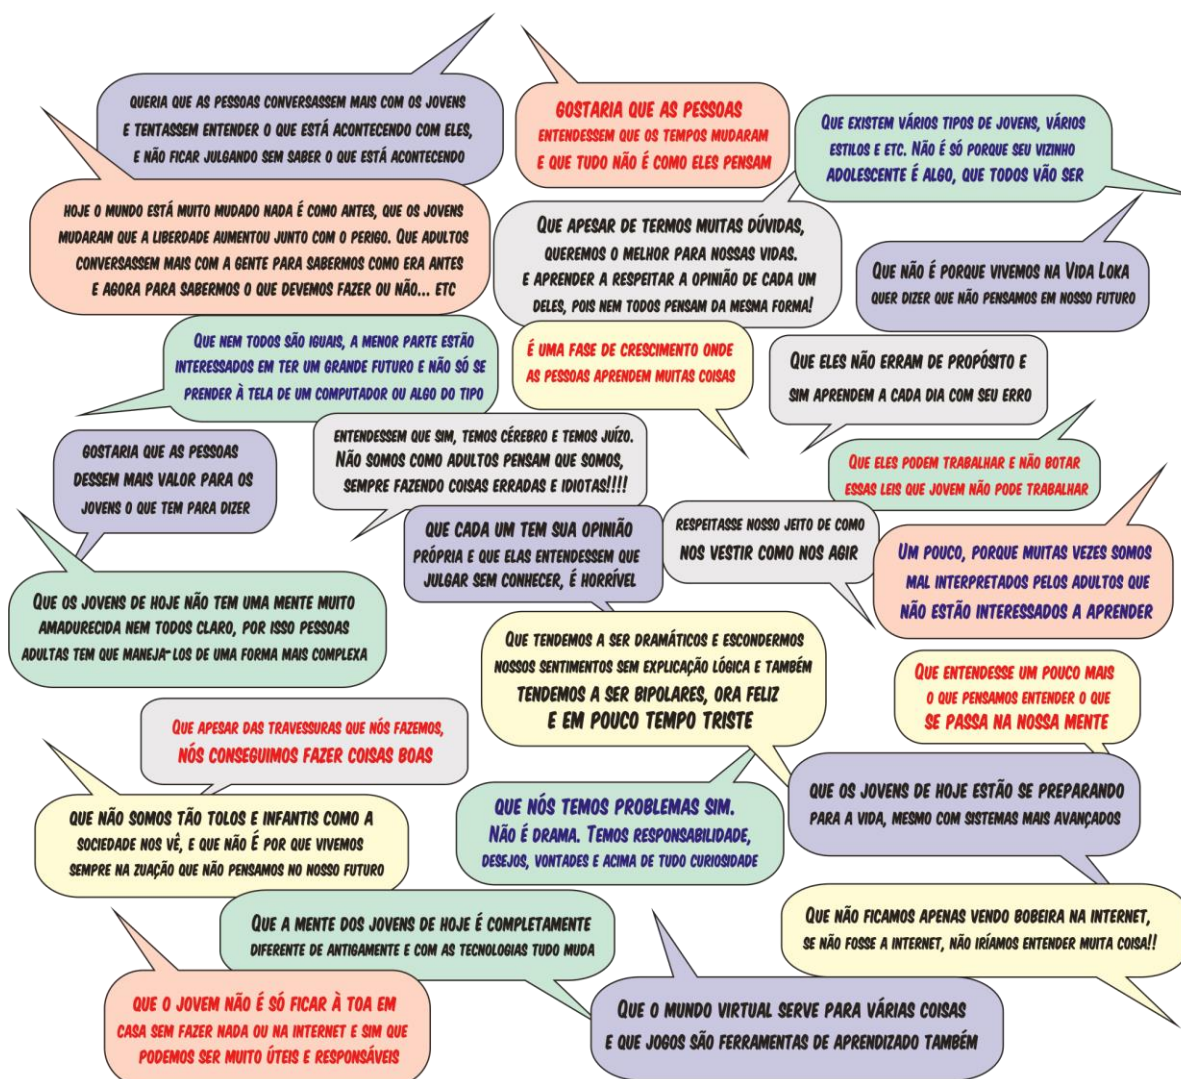 QUERIA QUE AS PESSOAS CONVERSASSEM MAIS COM OS JOVENS
E TENTASSEM ENTENDER O QUE ESTÁ ACONTECENDO COM ELES,
E NÃO FICAR JULGANDO SEM SABER O QUE ESTÁ ACONTECENDO
GOSTARIA QUE AS PESSOAS
ENTENDESSEM QUE OS TEMPOS MUDARAM
E QUE TUDO NÃO É COMO ELES PENSAM
QUE EXISTEM VÁRIOS TIPOS DE JOVENS, VÁRIOS
ESTILOS E ETC. NÃO É SÓ PORQUE SEU VIZINHO
ADOLESCENTE É ALGO, QUE TODOS VÃO SER
HOJE O MUNDO ESTÁ MUITO MUDADO NADA É COMO ANTES, QUE OS JOVENS
MUDARAM QUE A LIBERDADE AUMENTOU JUNTO COM O PERIGO. QUE ADULTOS
CONVERSASSEM MAIS COM A GENTE PARA SABERMOS COMO ERA ANTES
E AGORA PARA SABERMOS O QUE DEVEMOS FAZER OU NÃO... ETC
QUE APESAR DE TERMOS MUITAS DÚVIDAS,
QUEREMOS O MELHOR PARA NOSSAS VIDAS.
E APRENDER A RESPEITAR A OPINIÃO DE CADA UM
DELES, POIS NEM TODOS PENSAM DA MESMA FORMA!
QUE NÃO É PORQUE VIVEMOS NA VIDA LOKA
QUER DIZER QUE NÃO PENSAMOS EM NOSSO FUTURO
QUE NEM TODOS SÃO IGUAIS, A MENOR PARTE ESTÃO
INTERESSADOS EM TER UM GRANDE FUTURO E NÃO SÓ SE
PRENDER À TELA DE UM COMPUTADOR OU ALGO DO TIPO
É UMA FASE DE CRESCIMENTO ONDE
AS PESSOAS APRENDEM MUITAS COISAS
QUE ELES NÃO ERRAM DE PROPÓSITO E
SIM APRENDEM A CADA DIA COM SEU ERRO
GOSTARIA QUE AS PESSOAS
DESSEM MAIS VALOR PARA OS
JOVENS O QUE TEM PARA DIZER
ENTENDESSEM QUE SIM, TEMOS CÉREBRO E TEMOS JUÍZO.
NÃO SOMOS COMO ADULTOS PENSAM QUE SOMOS,
SEMPRE FAZENDO COISAS ERRADAS E IDIOTAS!!!!
QUE ELES PODEM TRABALHAR E NÃO BOTAR
ESSAS LEIS QUE JOVEM NÃO PODE TRABALHAR
QUE CADA UM TEM SUA OPINIÃO
PRÓPRIA E QUE ELAS ENTENDESSEM QUE
JULGAR SEM CONHECER, É HORRÍVEL
RESPEITASSE NOSSO JEITO DE COMO
NOS VESTIR COMO NOS AGIR
UM POUCO, PORQUE MUITAS VEZES SOMOS
MAL INTERPRETADOS PELOS ADULTOS QUE
NÃO ESTÃO INTERESSADOS A APRENDER
QUE OS JOVENS DE HOJE NÃO TEM UMA MENTE MUITO
AMADURECIDA NEM TODOS CLARO, POR ISSO PESSOAS
ADULTAS TEM QUE MANEJA-LOS DE UMA FORMA MAIS COMPLEXA
QUE TENDEMOS A SER DRAMÁTICOS E ESCONDERMOS
NOSSOS SENTIMENTOS SEM EXPLICAÇÃO LÓGICA E TAMBÉM
TENDEMOS A SER BIPOLARES, ORA FELIZ
E EM POUCO TEMPO TRISTE
QUE ENTENDESSE UM POUCO MAIS
O QUE PENSAMOS ENTENDER O QUE
SE PASSA NA NOSSA MENTE
QUE APESAR DAS TRAVESSURAS QUE NÓS FAZEMOS,
NÓS CONSEGUIMOS FAZER COISAS BOAS
QUE NÃO SOMOS TÃO TOLOS E INFANTIS COMO A
SOCIEDADE NOS VÊ, E QUE NÃO É POR QUE VIVEMOS
SEMPRE NA ZUAÇÃO QUE NÃO PENSAMOS NO NOSSO FUTURO
QUE NÓS TEMOS PROBLEMAS SIM.
NÃO É DRAMA. TEMOS RESPONSABILIDADE,
DESEJOS, VONTADES E ACIMA DE TUDO CURIOSIDADE
QUE OS JOVENS DE HOJE ESTÃO SE PREPARANDO
PARA A VIDA, MESMO COM SISTEMAS MAIS AVANÇADOS
QUE A MENTE DOS JOVENS DE HOJE É COMPLETAMENTE
DIFERENTE DE ANTIGAMENTE E COM AS TECNOLOGIAS TUDO MUDA
QUE NÃO FICAMOS APENAS VENDO BOBEIRA NA INTERNET,
SE NÃO FOSSE A INTERNET, NÃO IRÍAMOS ENTENDER MUITA COISA!!
QUE O JOVEM NÃO É SÓ FICAR À TOA EM
CASA SEM FAZER NADA OU NA INTERNET E SIM QUE
PODEMOS SER MUITO ÚTEIS E RESPONSÁVEIS
QUE O MUNDO VIRTUAL SERVE PARA VÁRIAS COISAS
E QUE JOGOS SÃO FERRAMENTAS DE APRENDIZADO TAMBÉM